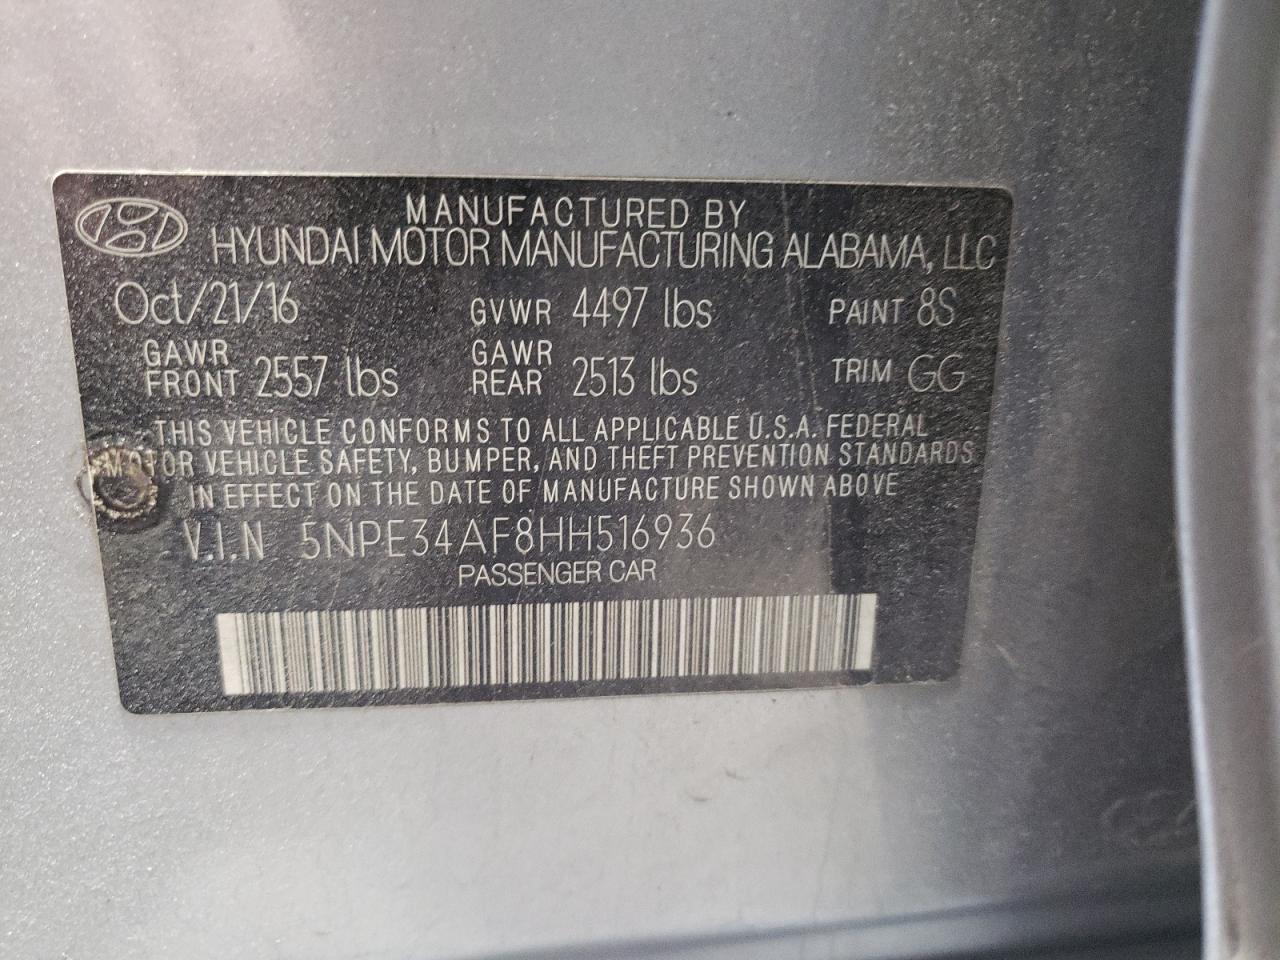 MANUFACTURED BY
HYUNDAI MOTOR MANUFACTURING ALABAMA, LLC
Oct/21/16 GVWR 4497 lbs PAINT 8S
GAWR FRONT 2557 lbs GAWR REAR 2513 lbs TRIM GG
THIS VEHICLE CONFORMS TO ALL APPLICABLE U.S.A. FEDERAL
MOTOR VEHICLE SAFETY, BUMPER, AND THEFT PREVENTION STANDARDS
IN EFFECT ON THE DATE OF MANUFACTURE SHOWN ABOVE
V.I.N 5NPE34AF8HH516936
PASSENGER CAR